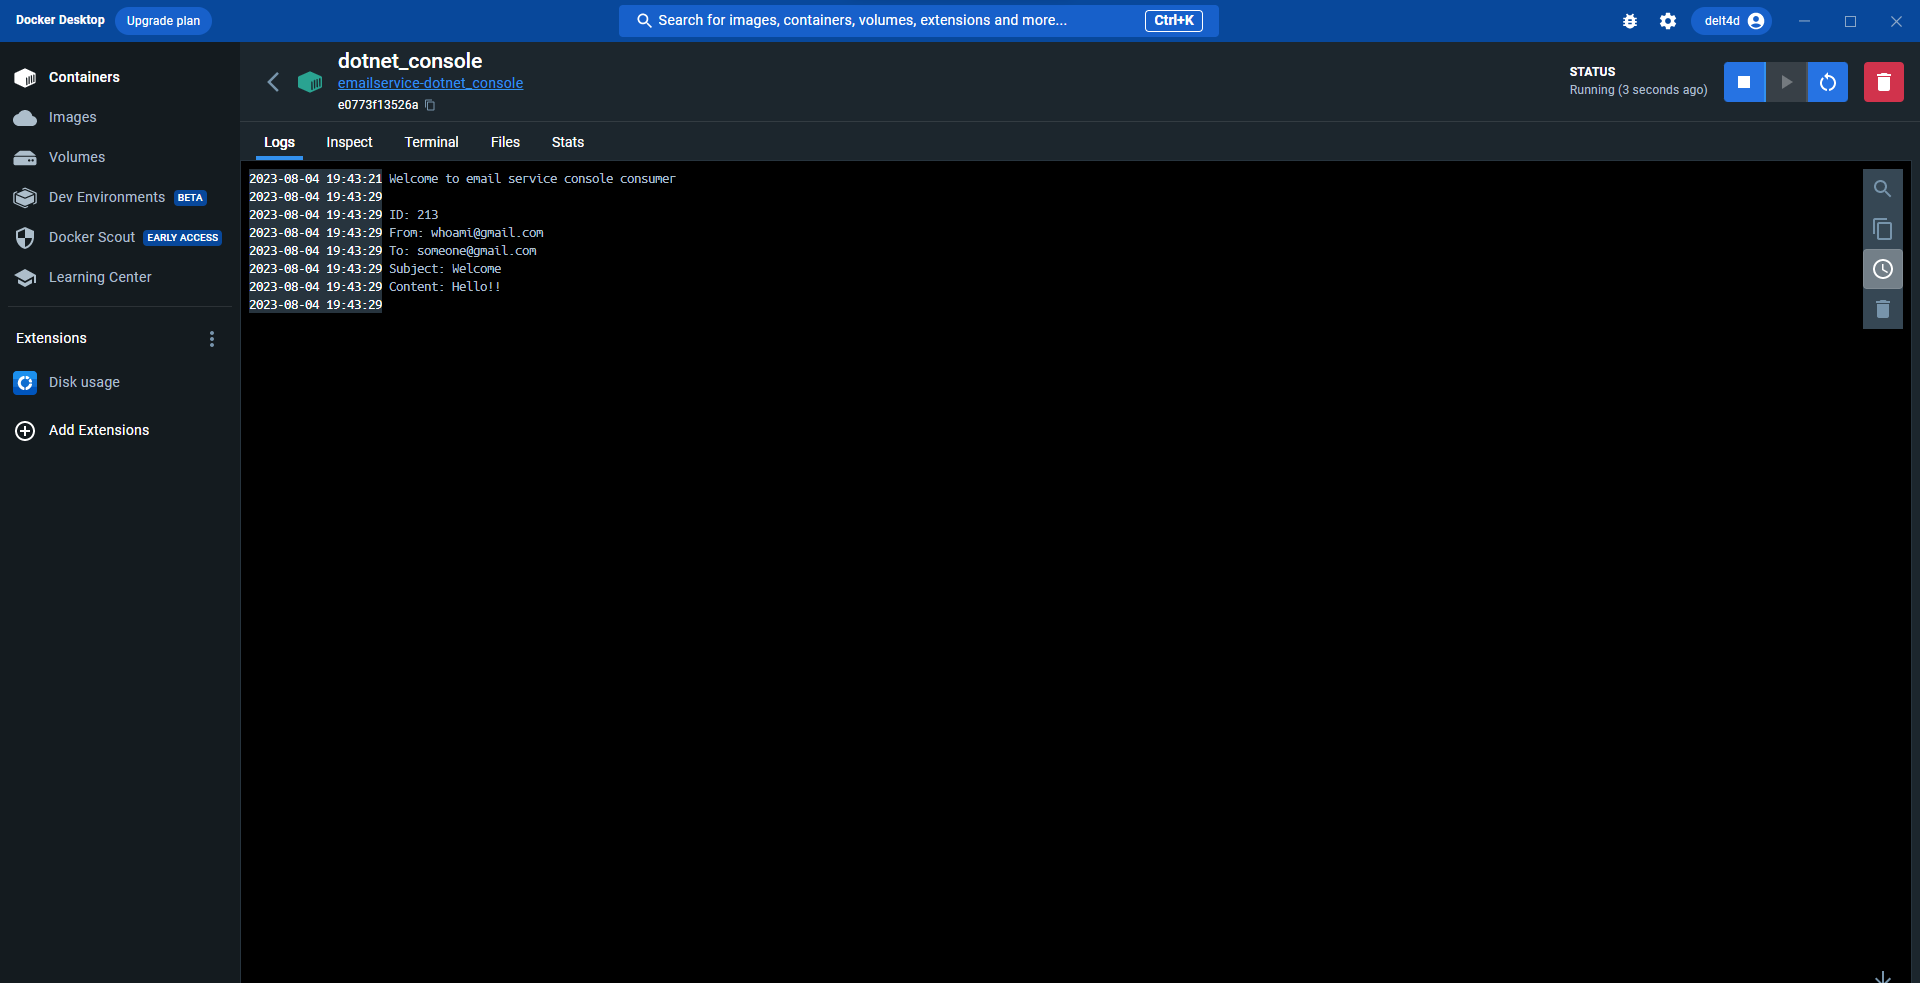 Docker Desktop Upgrade plan Search for images, containers, volumes, extensions and more... Ctrl+K delt4d
Containers
Images
Volumes
Dev Environments BETA
Docker Scout EARLY ACCESS
Learning Center
Extensions
Disk usage
Add Extensions
dotnet_console
emailservice-dotnet_console
e0773f13526a
STATUS
Running (3 seconds ago)
Logs Inspect Terminal Files Stats
2023-08-04 19:43:21 Welcome to email service console consumer
2023-08-04 19:43:29
2023-08-04 19:43:29 ID: 213
2023-08-04 19:43:29 From: whoami@gmail.com
2023-08-04 19:43:29 To: someone@gmail.com
2023-08-04 19:43:29 Subject: Welcome
2023-08-04 19:43:29 Content: Hello!!
2023-08-04 19:43:29